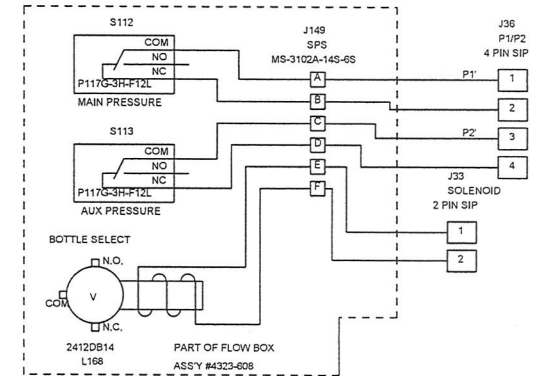 S112
COM
NO
NC
P117G-3H-F12L
MAIN PRESSURE
J149
SPS
MS-3102A-14S-6S
J36
P1/P2
4 PIN SIP
A
B
C
D
E
F
P1'
P2'
1
2
3
4
S113
COM
NO
NC
P117G-3H-F12L
AUX PRESSURE
J33
SOLENOID
2 PIN SIP
1
2
BOTTLE SELECT
N.O.
V
COM
N.C.
2412DB14
L168
PART OF FLOW BOX
ASS'Y #4323-608